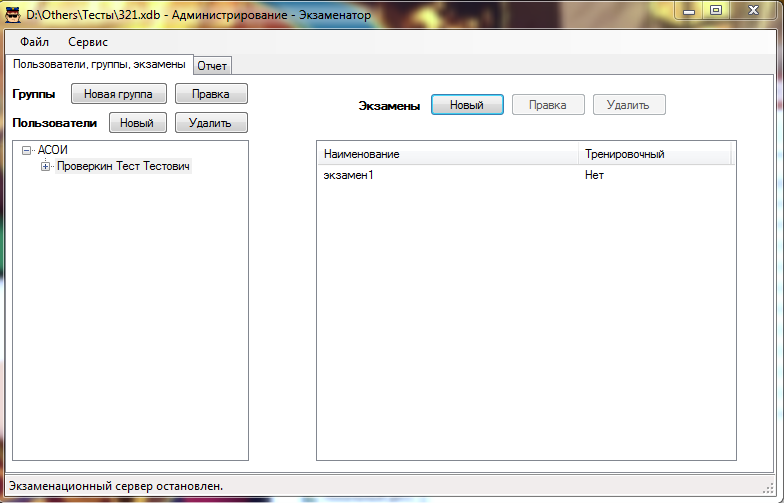 D:\Others\Тесты\321.xdb - Администрирование - Экзаменатор
Файл Сервис
Пользователи, группы, экзамены Отчет
Группы Новая группа Правка
Пользователи Новый Удалить
Экзамены Новый Правка Удалить
АСОИ
Проверкин Тест Тестович
Наименование Тренировочный
экзамен1 Нет
Экзаменационный сервер остановлен.